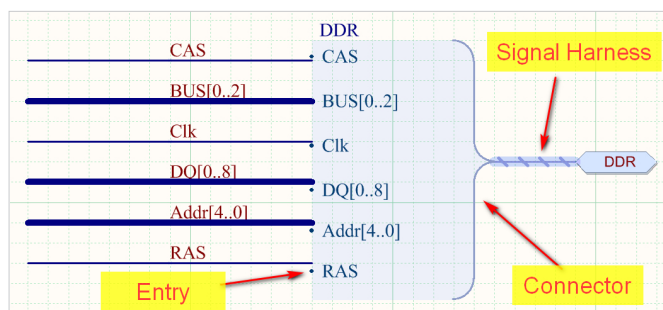 DDR
CAS
CAS
Signal Harness
BUS[0..2]
BUS[0..2]
Clk
Clk
DDR
DQ[0..8]
DQ[0..8]
Addr[4..0]
Addr[4..0]
RAS
RAS
Entry
Connector